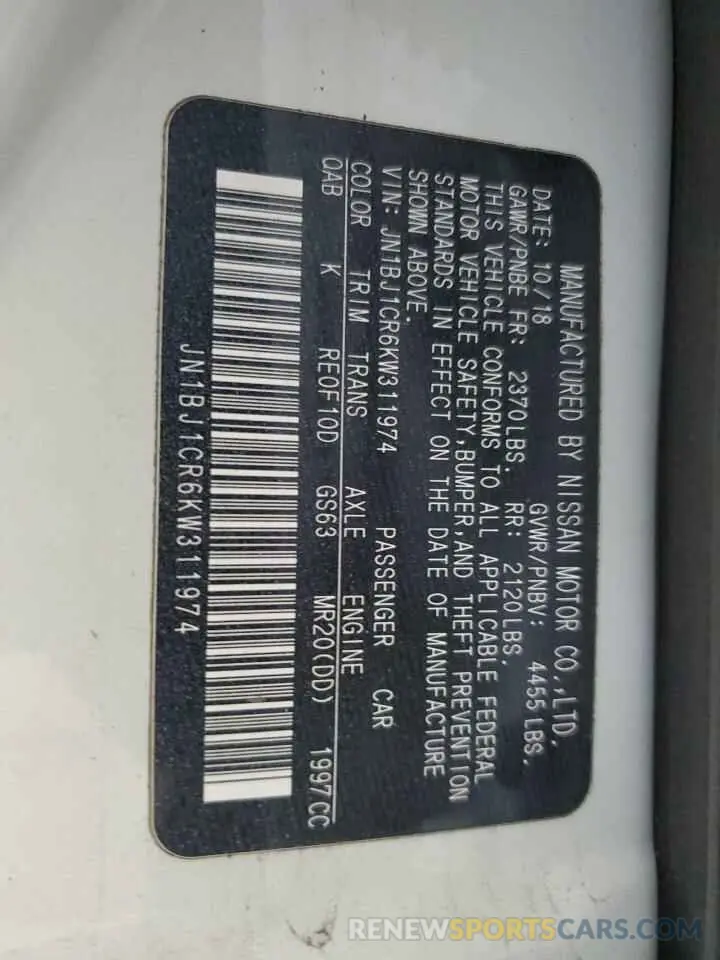 MANUFACTURED BY NISSAN MOTOR CO.,LTD.
DATE: 10/18 GVWR/PNBV: 4455 LBS.
GAWR/PNBE FR: 2370 LBS. RR: 2120 LBS.
THIS VEHICLE CONFORMS TO ALL APPLICABLE FEDERAL
MOTOR VEHICLE SAFETY,BUMPER,AND THEFT PREVENTION
STANDARDS IN EFFECT ON THE DATE OF MANUFACTURE
SHOWN ABOVE.
VIN: JN1BJ1CR6KW311974 PASSENGER CAR
COLOR TRIM TRANS AXLE ENGINE
QAB K RE0F10D GS63 MR20(DD) 1997CC
JN1BJ1CR6KW311974
RENEWSPORTSCARS.COM